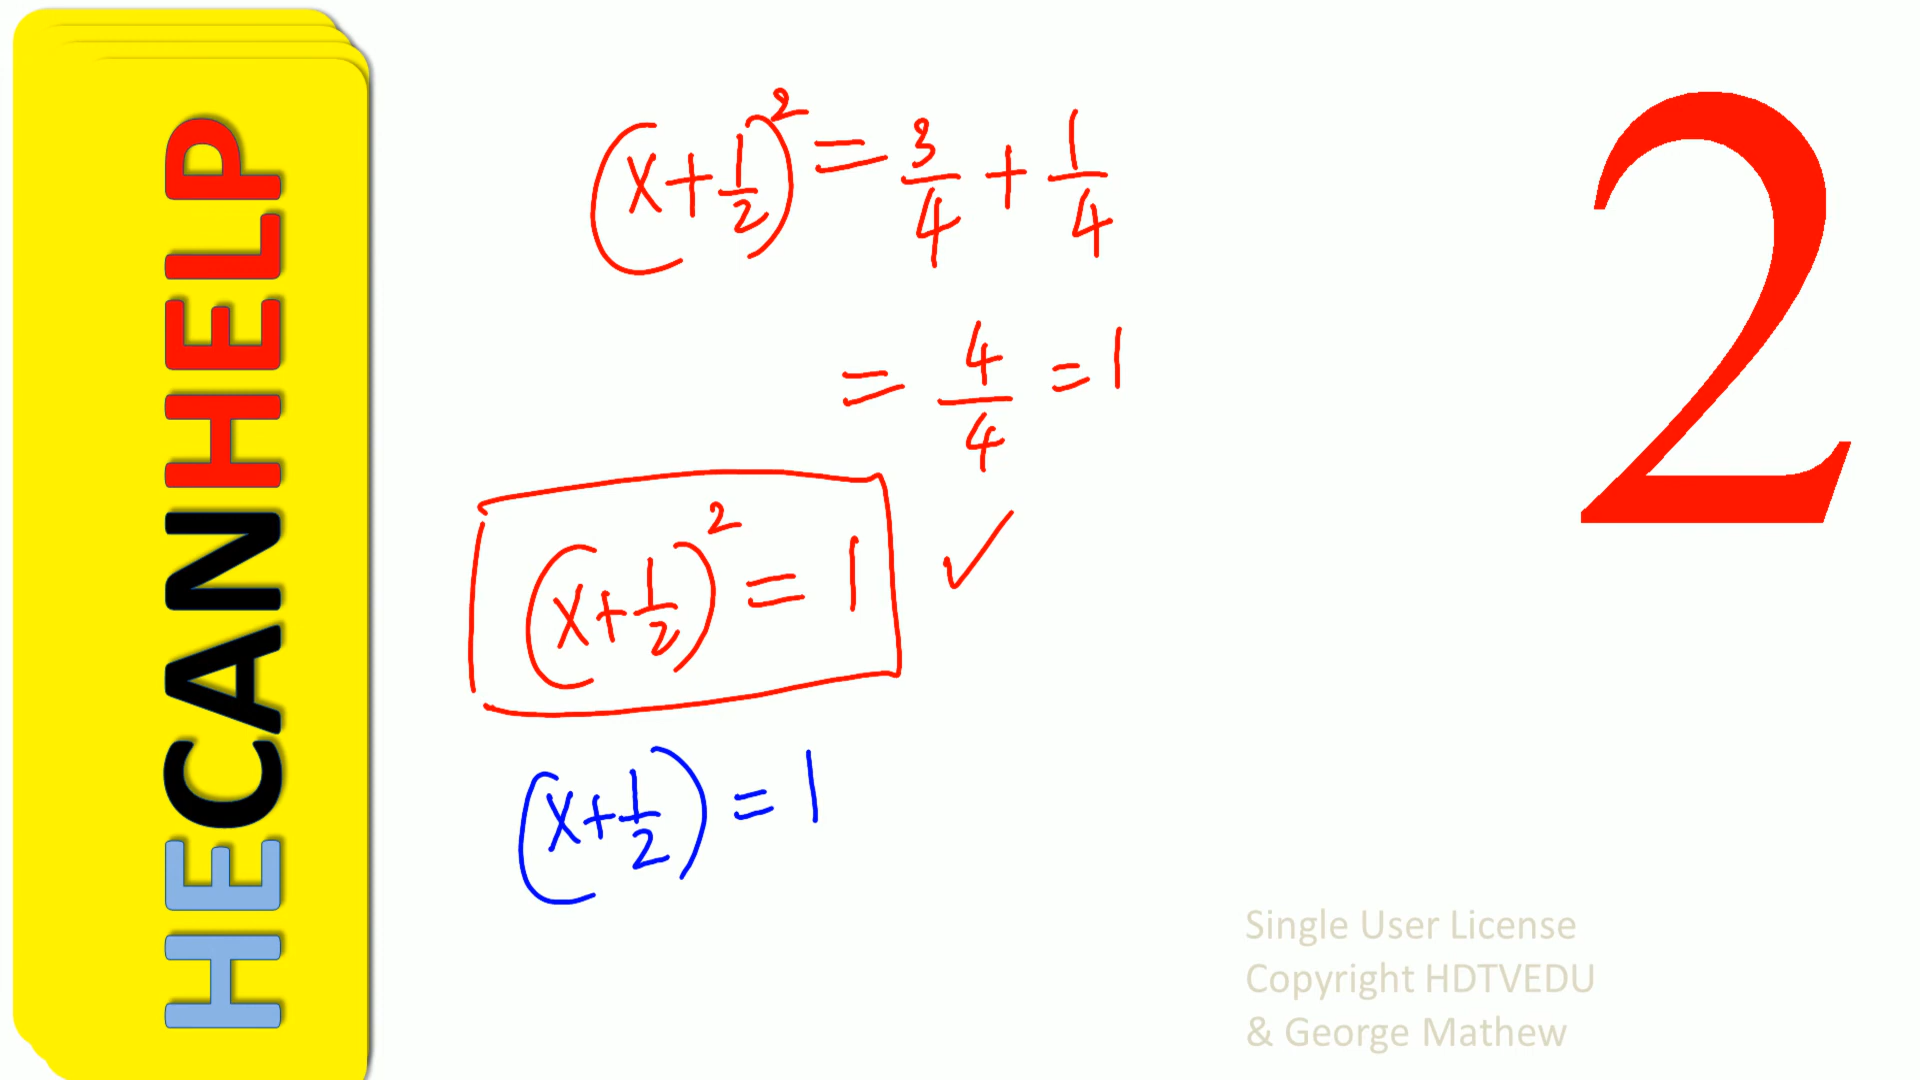 HECANHELP
(x+1/2)² = 3/4 + 1/4
= 4/4 = 1
(x+1/2)² = 1 ✓
(x+1/2) = 1
2
Single User License
Copyright HDTVEDU
& George Mathew